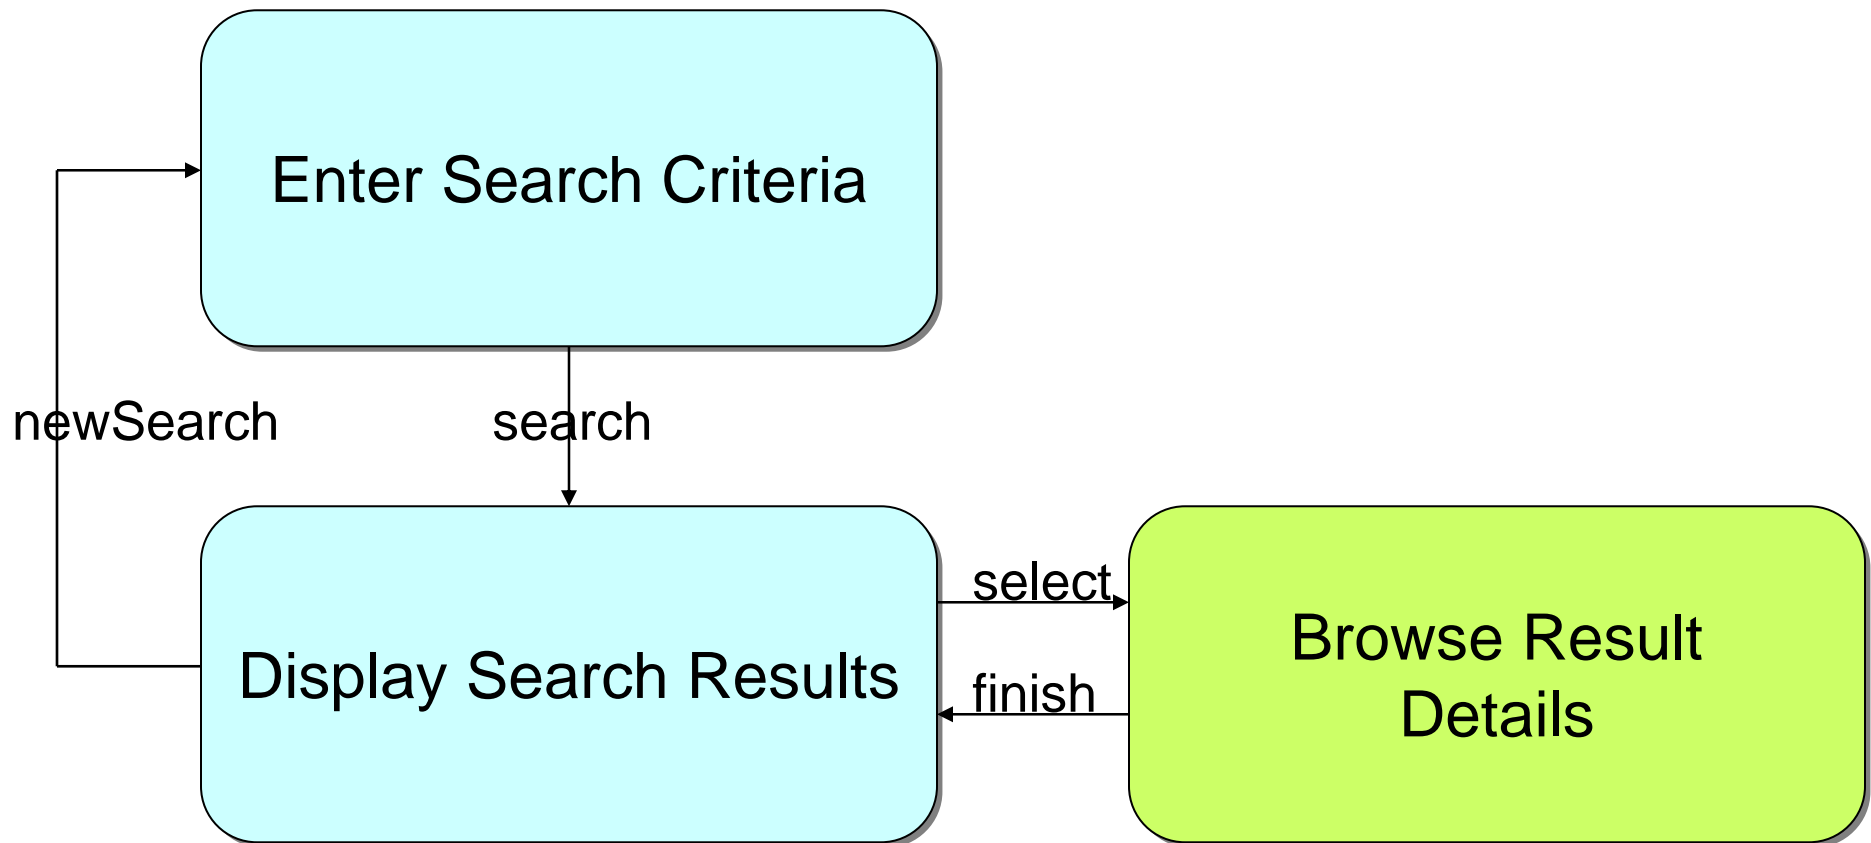 Enter Search Criteria
newSearch
search
Display Search Results
select
finish
Browse Result
Details